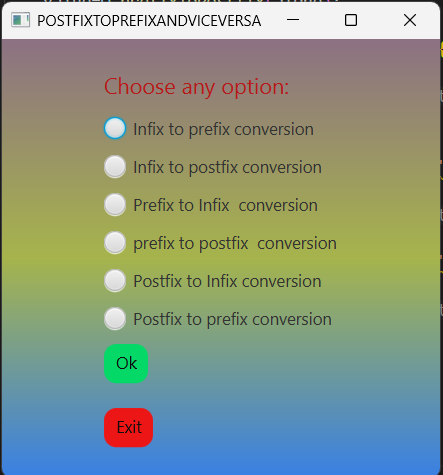 POSTFIXTOPREFIXANDVICEVERSA
Choose any option:
Infix to prefix conversion
Infix to postfix conversion
Prefix to Infix  conversion
prefix to postfix  conversion
Postfix to Infix conversion
Postfix to prefix conversion
Ok
Exit